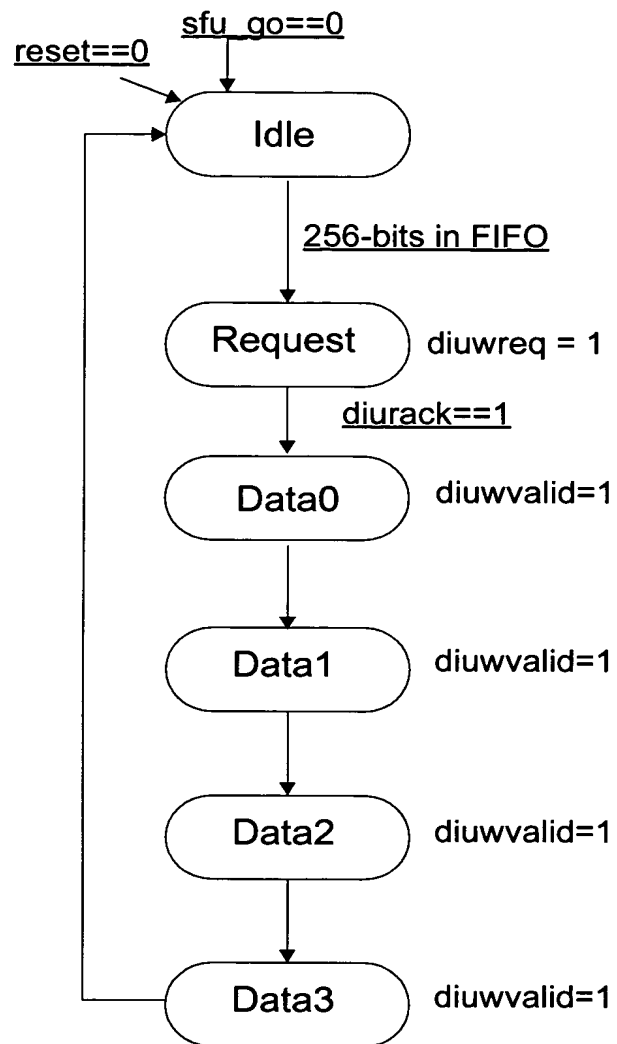 sfu_go==0
reset==0
Idle
256-bits in FIFO
Request
diuwreq = 1
diurack==1
Data0
diuwvalid=1
Data1
diuwvalid=1
Data2
diuwvalid=1
Data3
diuwvalid=1